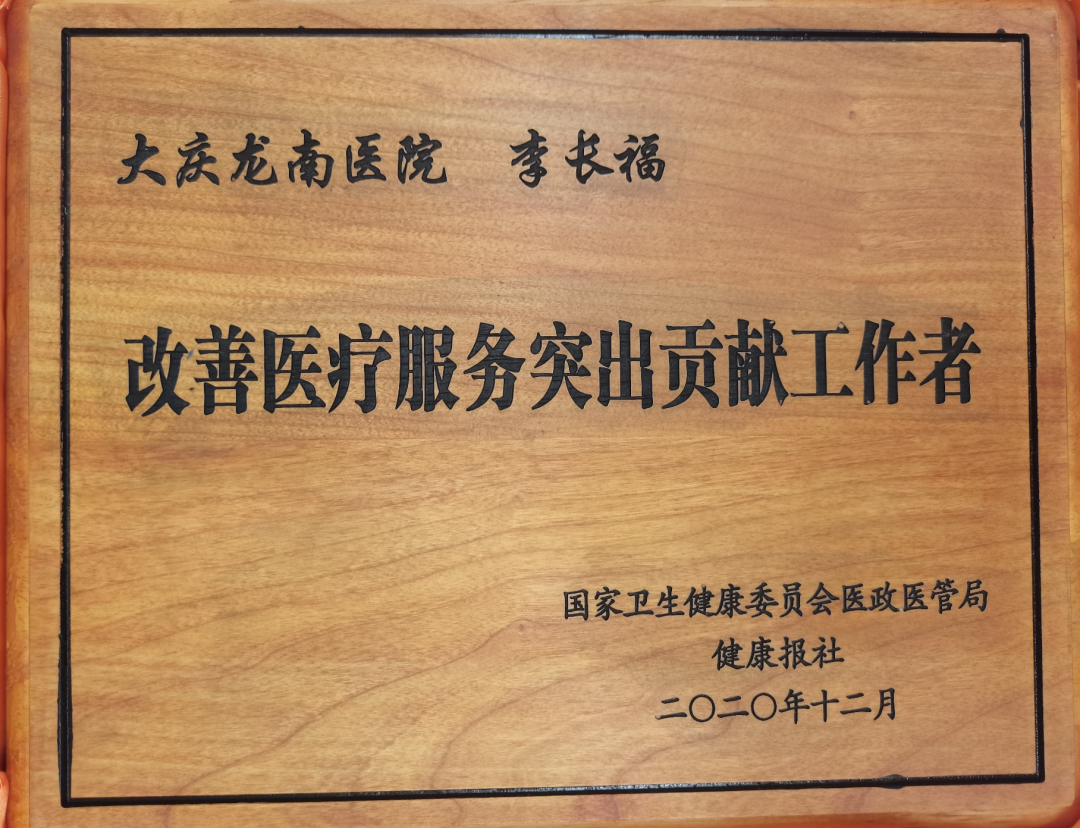 大庆龙南医院 李长福
改善医疗服务突出贡献工作者
国家卫生健康委员会医政医管局
健康报社
二〇二〇年十二月